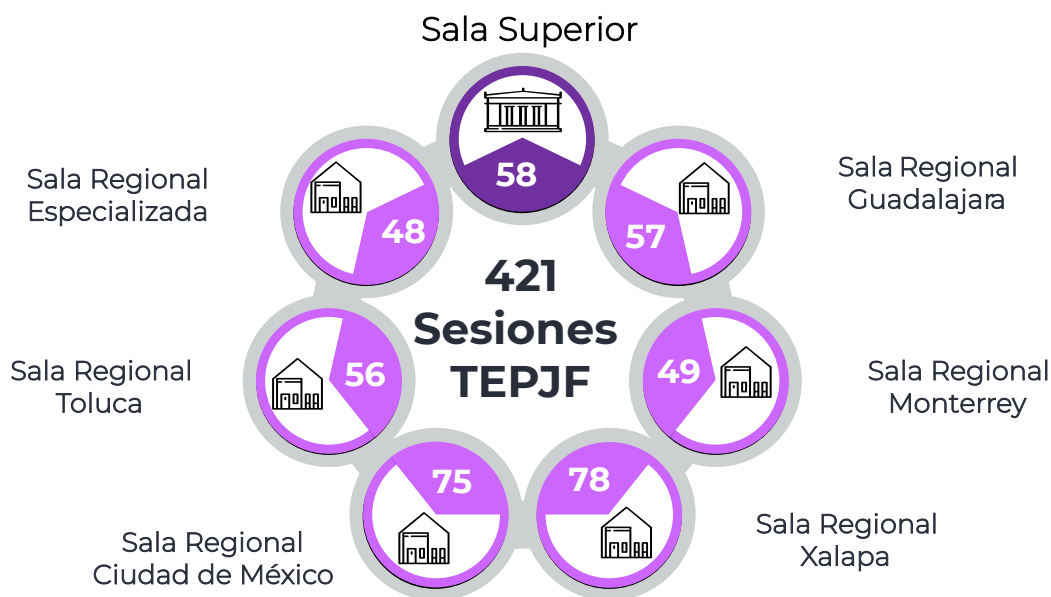 Sala Superior
58
Sala Regional
Guadalajara
57
Sala Regional
Monterrey
49
Sala Regional
Xalapa
78
Sala Regional
Ciudad de México
75
Sala Regional
Toluca
56
Sala Regional
Especializada
48
421
Sesiones
TEPJF